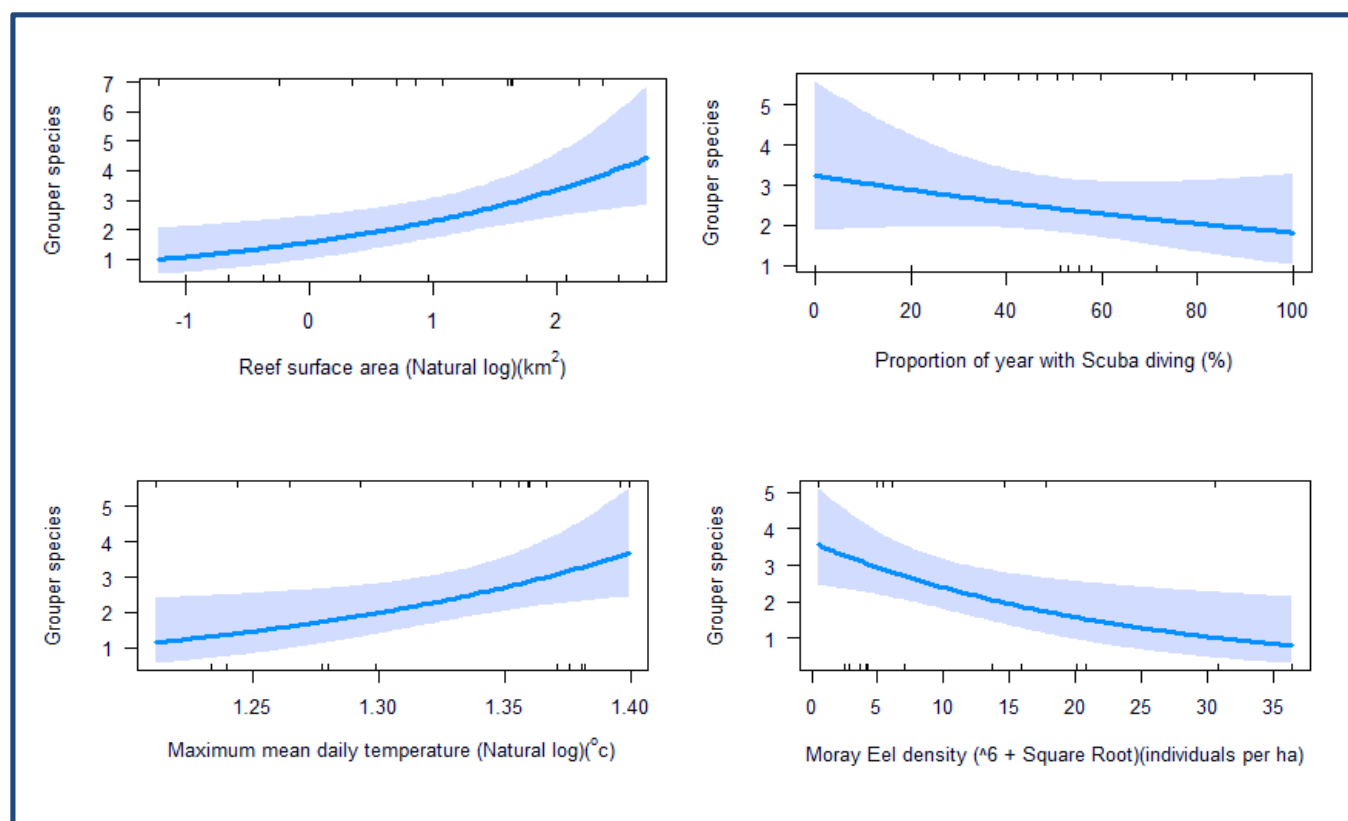 Grouper species
7
6
5
4
3
2
1
-1 0 1 2
Reef surface area (Natural log)(km²)
Grouper species
5
4
3
2
1
0 20 40 60 80 100
Proportion of year with Scuba diving (%)
Grouper species
5
4
3
2
1
1.25 1.30 1.35 1.40
Maximum mean daily temperature (Natural log)(°c)
Grouper species
5
4
3
2
1
0 5 10 15 20 25 30 35
Moray Eel density (^6 + Square Root)(individuals per ha)